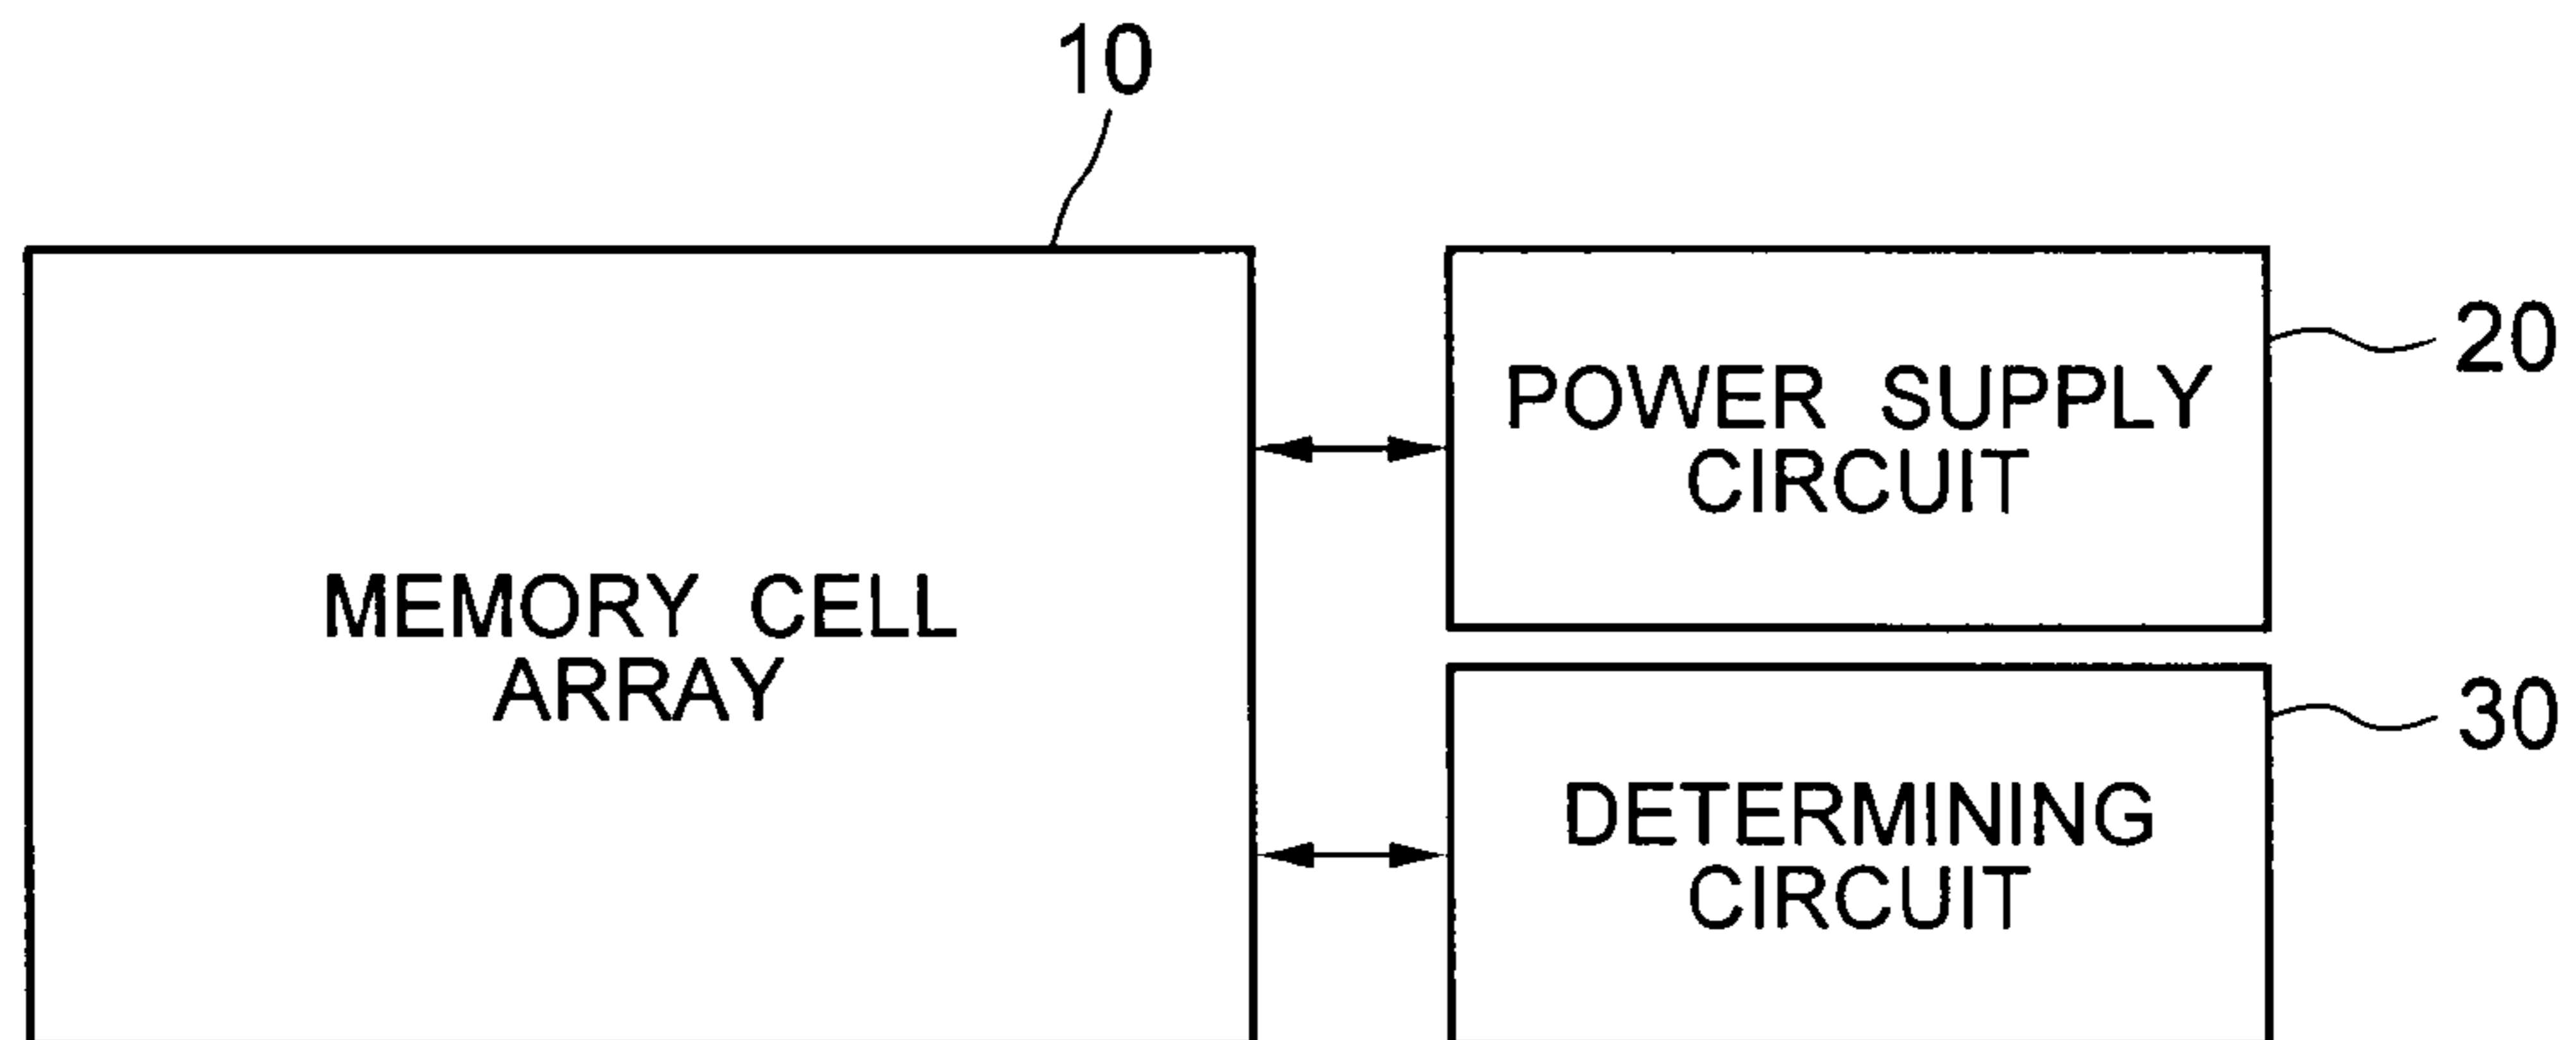 10
MEMORY CELL
ARRAY
POWER SUPPLY
CIRCUIT
20
DETERMINING
CIRCUIT
30